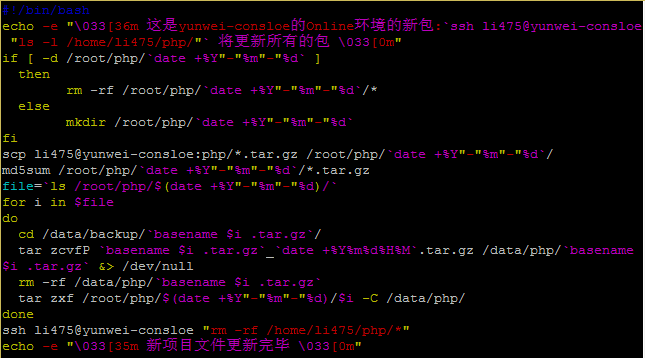 #!/bin/bash
echo -e "\033[36m 这是yunwei-consloe的Online环境的新包:`ssh li475@yunwei-consloe
"ls -l /home/li475/php/"` 将更新所有的包 \033[0m"
if [ -d /root/php/`date +%Y"-"%m"-"%d` ]
then
rm -rf /root/php/`date +%Y"-"%m"-"%d`/*
else
mkdir /root/php/`date +%Y"-"%m"-"%d`
fi
scp li475@yunwei-consloe:php/*.tar.gz /root/php/`date +%Y"-"%m"-"%d`/
md5sum /root/php/`date +%Y"-"%m"-"%d`/*.tar.gz
file=`ls /root/php/$(date +%Y"-"%m"-"%d)/`
for i in $file
do
cd /data/backup/`basename $i .tar.gz`/
tar zcvfP `basename $i .tar.gz`_`date +%Y%m%d%H%M`.tar.gz /data/php/`basename
$i .tar.gz` &> /dev/null
rm -rf /data/php/`basename $i .tar.gz`
tar zxf /root/php/$(date +%Y"-"%m"-"%d)/$i -C /data/php/
done
ssh li475@yunwei-consloe "rm -rf /home/li475/php/*"
echo -e "\033[35m 新项目文件更新完毕 \033[0m"